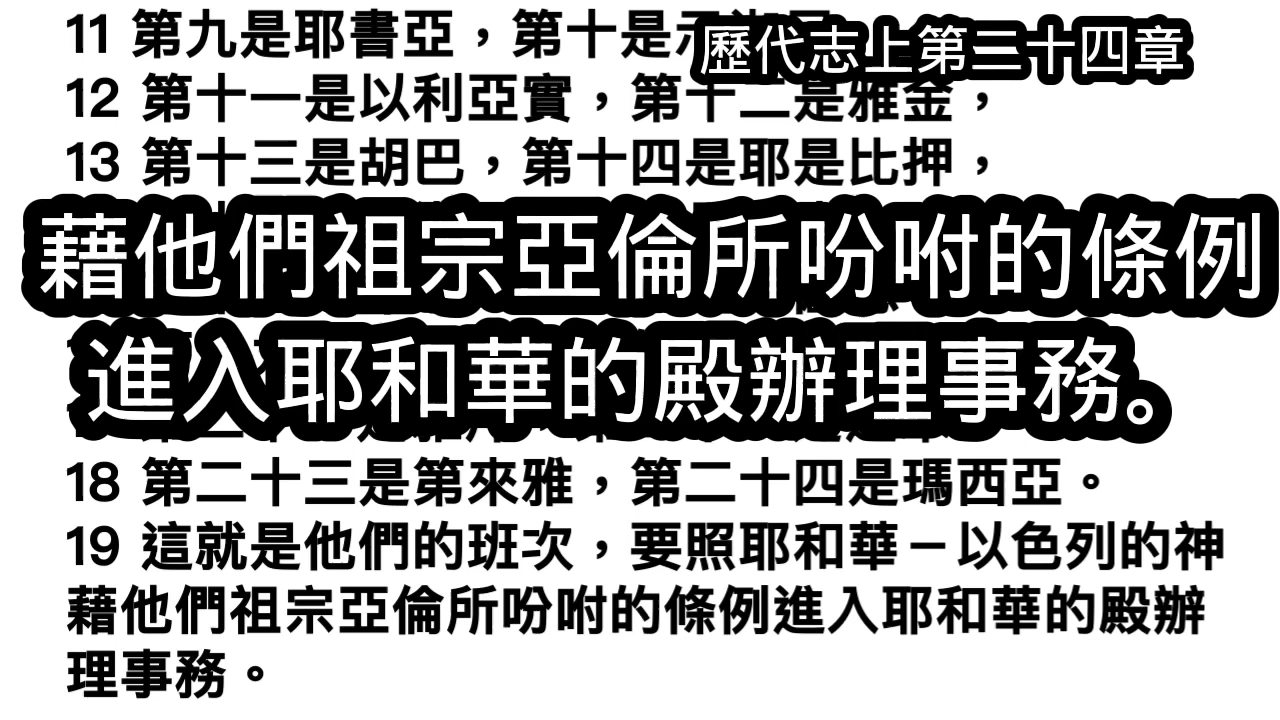 11 第九是耶書亞，第十是示
歷代志上第二十四章
12 第十一是以利亞實，第十二是雅金，
13 第十三是胡巴，第十四是耶是比押，
藉他們祖宗亞倫所吩咐的條例
進入耶和華的殿辦理事務。
18 第二十三是第來雅，第二十四是瑪西亞。
19 這就是他們的班次，要照耶和華－以色列的神
藉他們祖宗亞倫所吩咐的條例進入耶和華的殿辦
理事務。